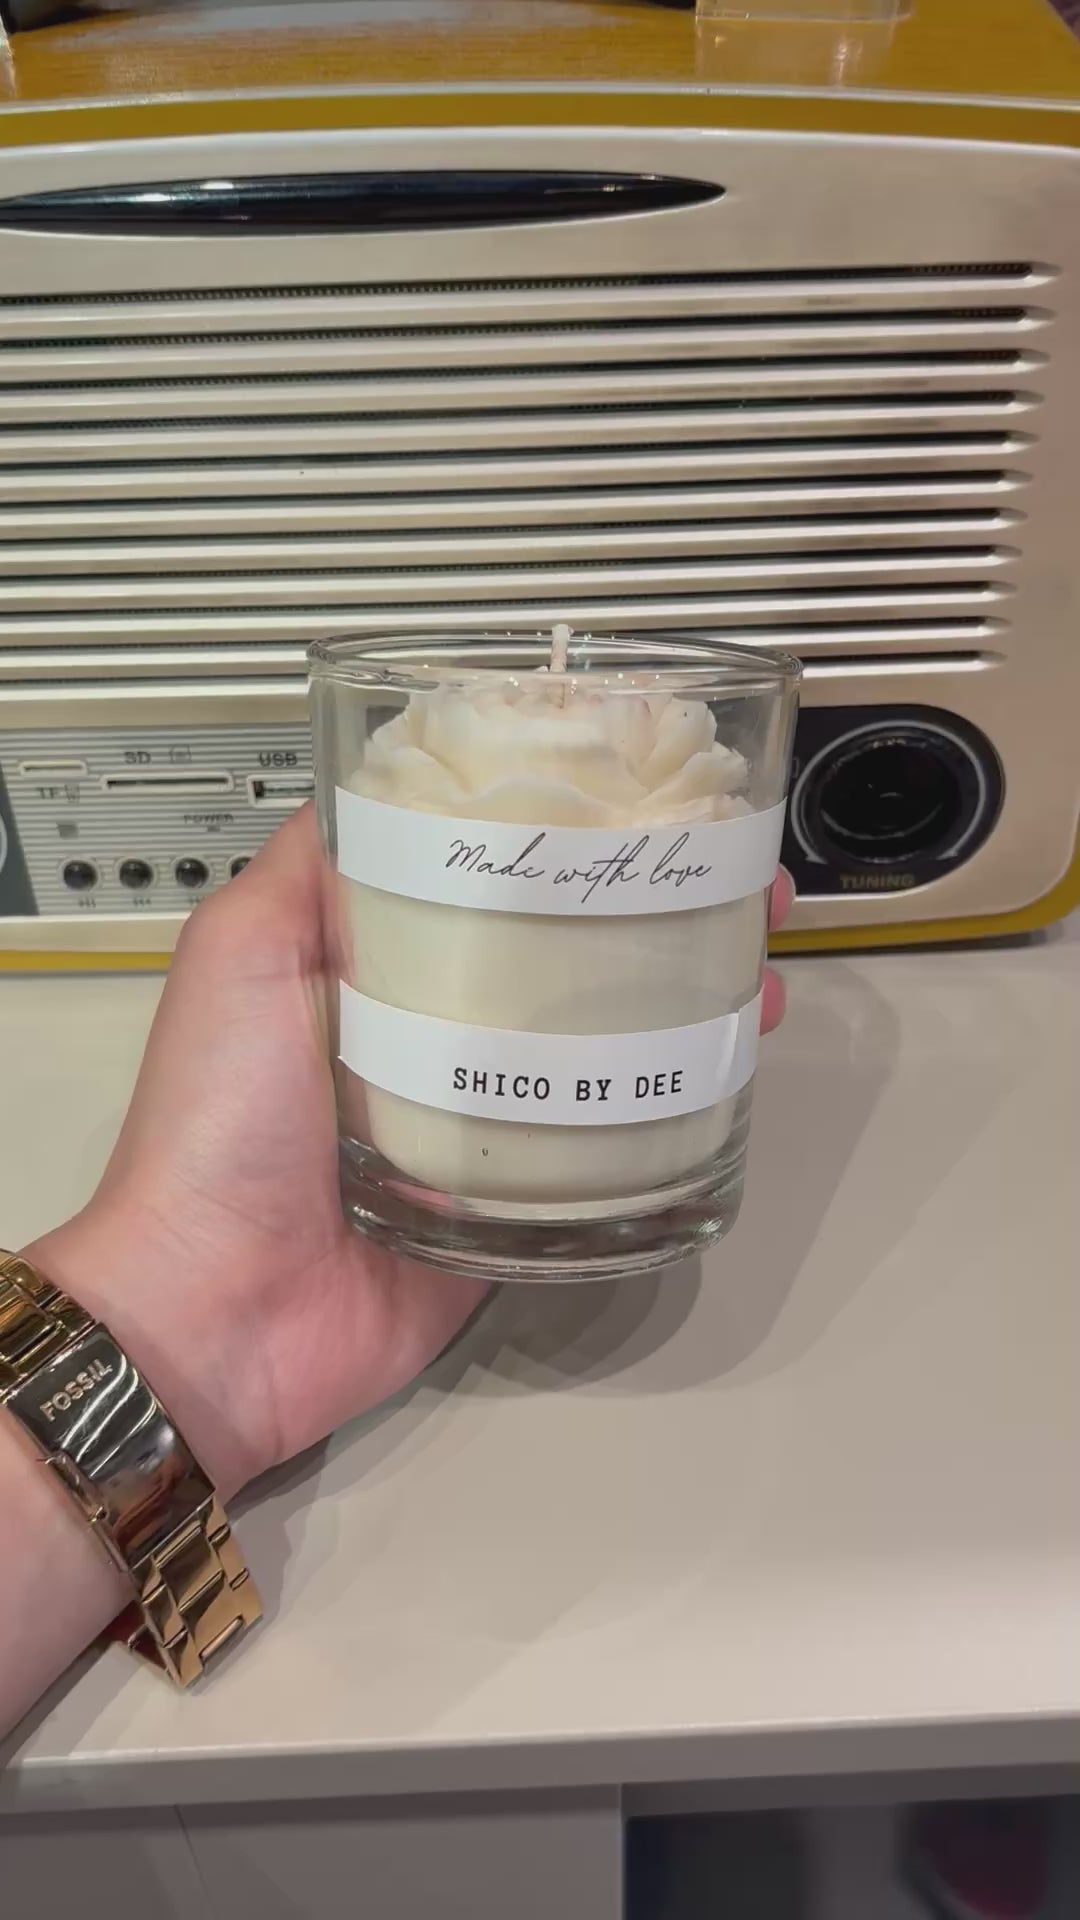 SD
USB
TF
POWER
TUNING
Made with love
SHICO BY DEE
FOSSIL